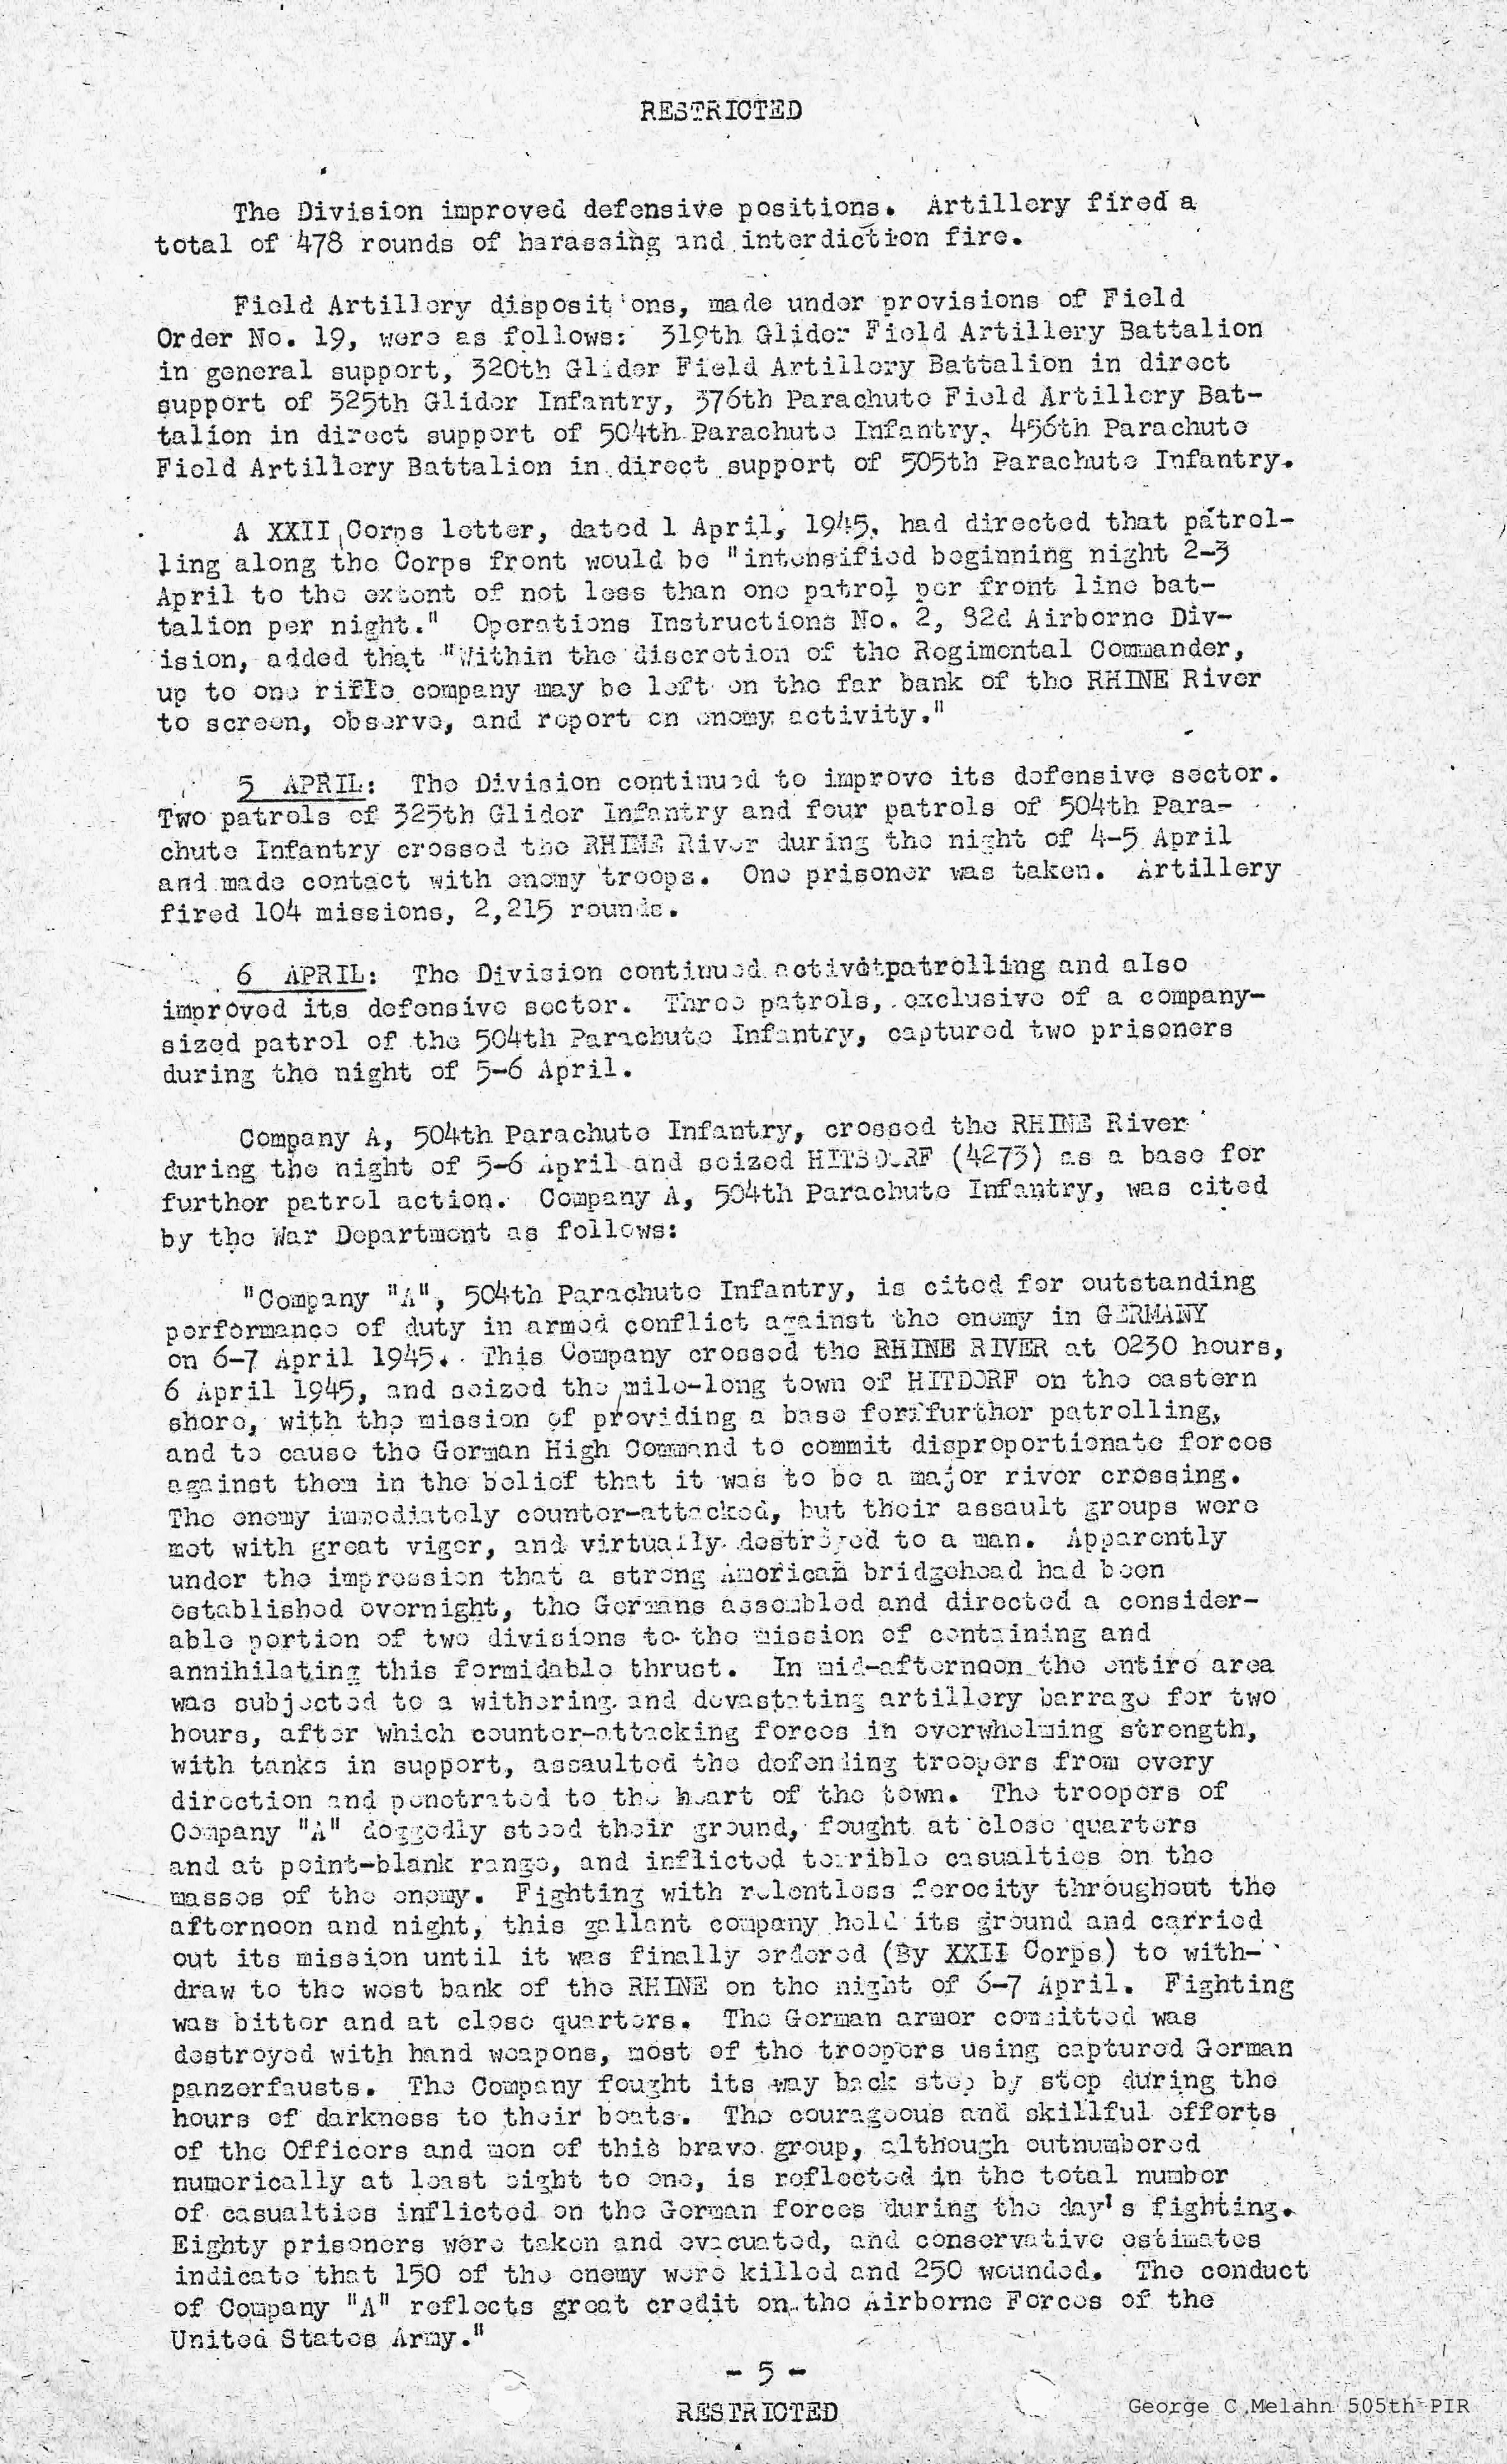 RESTRICTED
The Division improved defensive positions. Artillery fired a
total of 478 rounds of harassing and interdiction fire.
Field Artillery dispositions, made under provisions of Field
Order No. 19, were as follows: 319th Glider Field Artillery Battalion
in general support, 320th Glider Field Artillery Battalion in direct
support of 325th Glider Infantry, 376th Parachute Field Artillery Bat-
talion in direct support of 504th Parachute Infantry, 456th Parachute
Field Artillery Battalion in direct support of 505th Parachute Infantry.
A XXII Corps letter, dated 1 April, 1945, had directed that patrol-
ling along the Corps front would be "intensified beginning night 2-3
April to the extent of not less than one patrol per front line bat-
talion per night." Operations Instructions No. 2, 82d Airborne Div-
ision, added that "Within the discretion of the Regimental Commander,
up to one rifle company may be left on the far bank of the RHINE River
to screen, observe, and report on enemy activity."
5 APRIL: The Division continued to improve its defensive sector.
Two patrols of 325th Glider Infantry and four patrols of 504th Para-
chute Infantry crossed the RHINE River during the night of 4-5 April
and made contact with enemy troops. One prisoner was taken. Artillery
fired 104 missions, 2,215 rounds.
6 APRIL: The Division continued activetpatrolling and also
improved its defensive sector. Three patrols, exclusive of a company-
sized patrol of the 504th Parachute Infantry, captured two prisoners
during the night of 5-6 April.
Company A, 504th Parachute Infantry, crossed the RHINE River
during the night of 5-6 April and seized HITSDORF (4273) as a base for
further patrol action. Company A, 504th Parachute Infantry, was cited
by the War Department as follows:
"Company "A", 504th Parachute Infantry, is cited for outstanding
performance of duty in armed conflict against the enemy in GERMANY
on 6-7 April 1945. This Company crossed the RHINE RIVER at 0230 hours,
6 April 1945, and seized the mile-long town of HITDORF on the eastern
shore, with the mission of providing a base for further patrolling,
and to cause the German High Command to commit disproportionate forces
against them in the belief that it was to be a major river crossing.
The enemy immediately counter-attacked, but their assault groups were
met with great vigor, and virtually destroyed to a man. Apparently
under the impression that a strong American bridgehead had been
established overnight, the Germans assembled and directed a consider-
able portion of two divisions to the mission of containing and
annihilating this formidable thrust. In mid-afternoon the entire area
was subjected to a withering and devastating artillery barrage for two
hours, after which counter-attacking forces in overwhelming strength,
with tanks in support, assaulted the defending troopers from every
direction and penetrated to the heart of the town. The troopers of
Company "A" doggedly stood their ground, fought at close quarters
and at point-blank range, and inflicted terrible casualties on the
masses of the enemy. Fighting with relentless ferocity throughout the
afternoon and night, this gallant company held its ground and carried
out its mission until it was finally ordered (By XXII Corps) to with-
draw to the west bank of the RHINE on the night of 6-7 April. Fighting
was bitter and at close quarters. The German armor committed was
destroyed with hand weapons, most of the troopers using captured German
panzerfausts. The Company fought its way back step by step during the
hours of darkness to their boats. The courageous and skillful efforts
of the Officers and men of this brave group, although outnumbered
numerically at least eight to one, is reflected in the total number
of casualties inflicted on the German forces during the day's fighting.
Eighty prisoners were taken and evacuated, and conservative estimates
indicate that 150 of the enemy were killed and 250 wounded. The conduct
of Company "A" reflects great credit on the Airborne Forces of the
United States Army."
- 5 -
RESTRICTED
George C.Melahn 505th PIR